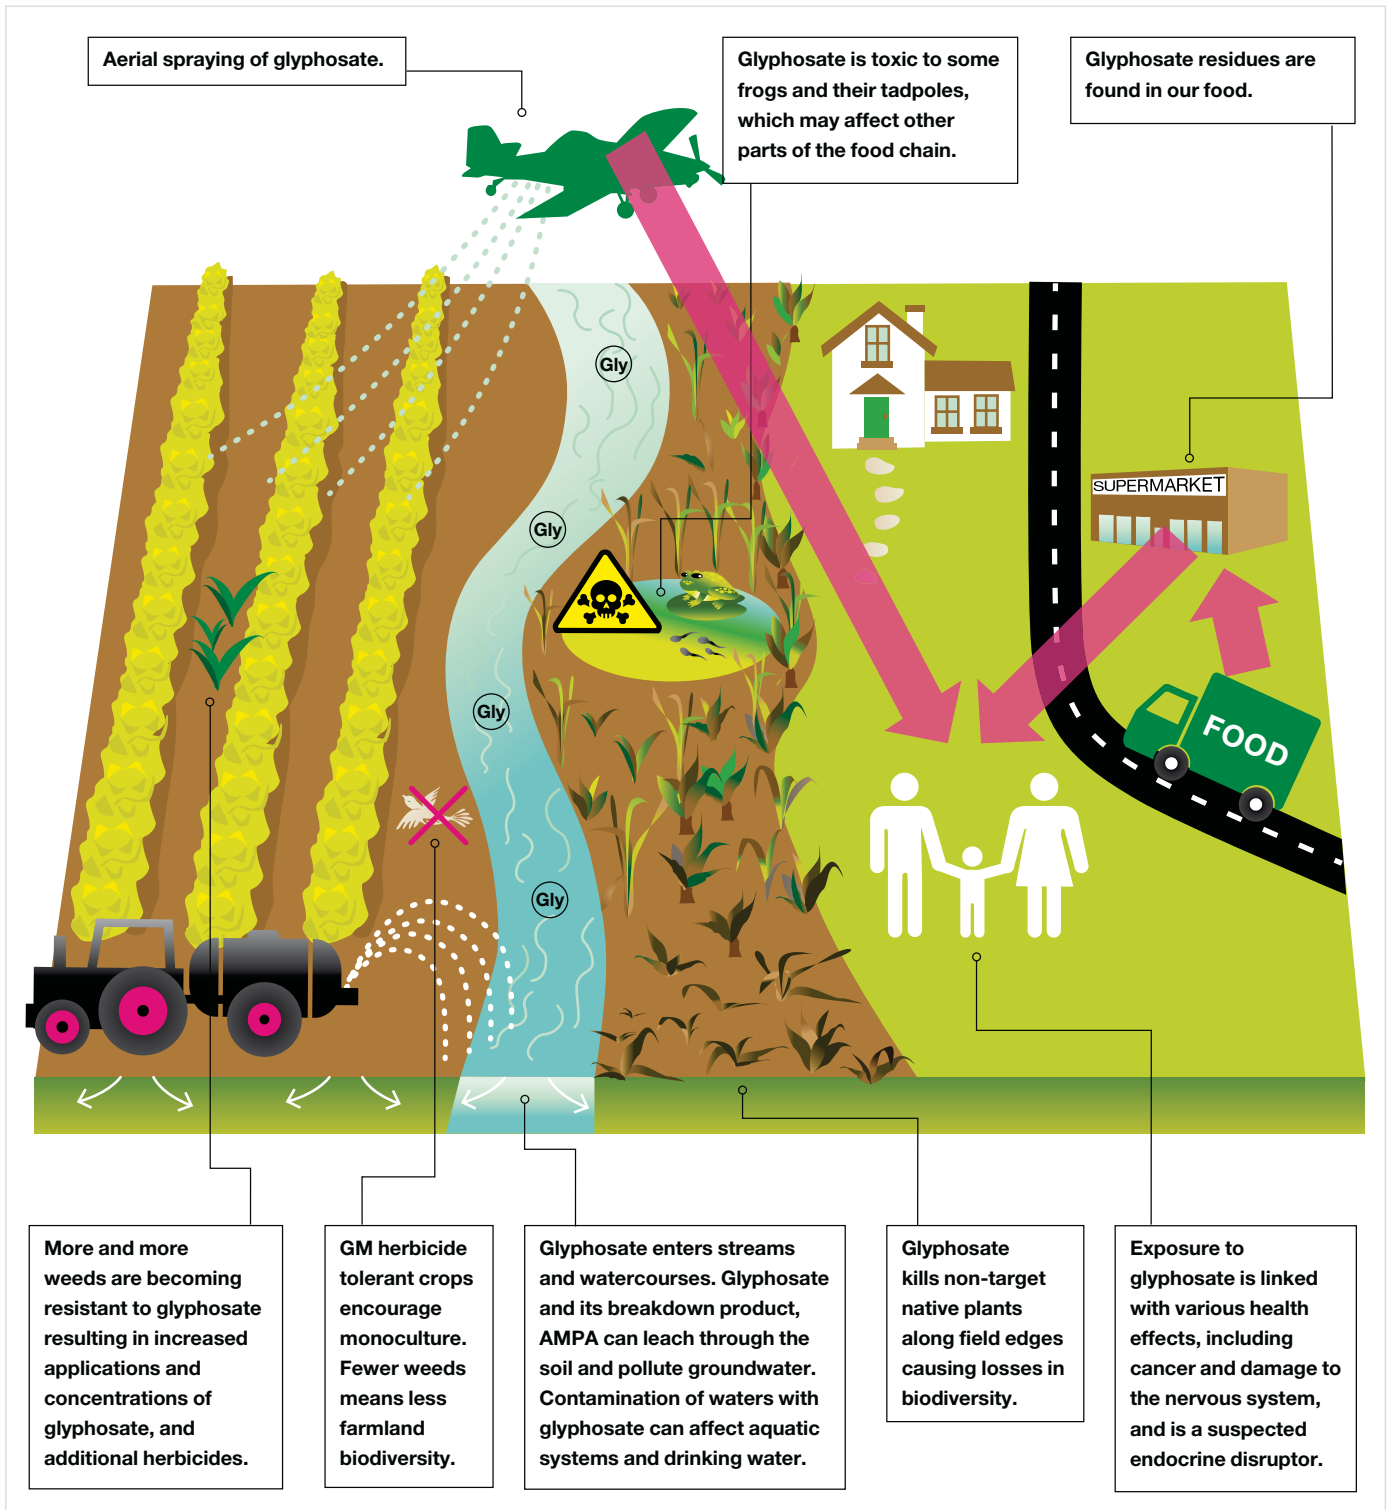 Aerial spraying of glyphosate.
Glyphosate is toxic to some
frogs and their tadpoles,
which may affect other
parts of the food chain.
Glyphosate residues are
found in our food.
Gly
SUPERMARKET
Gly
Gly
FOOD
Gly
More and more
weeds are becoming
resistant to glyphosate
resulting in increased
applications and
concentrations of
glyphosate, and
additional herbicides.
GM herbicide
tolerant crops
encourage
monoculture.
Fewer weeds
means less
farmland
biodiversity.
Glyphosate enters streams
and watercourses. Glyphosate
and its breakdown product,
AMPA can leach through the
soil and pollute groundwater.
Contamination of waters with
glyphosate can affect aquatic
systems and drinking water.
Glyphosate
kills non-target
native plants
along field edges
causing losses in
biodiversity.
Exposure to
glyphosate is linked
with various health
effects, including
cancer and damage to
the nervous system,
and is a suspected
endocrine disruptor.